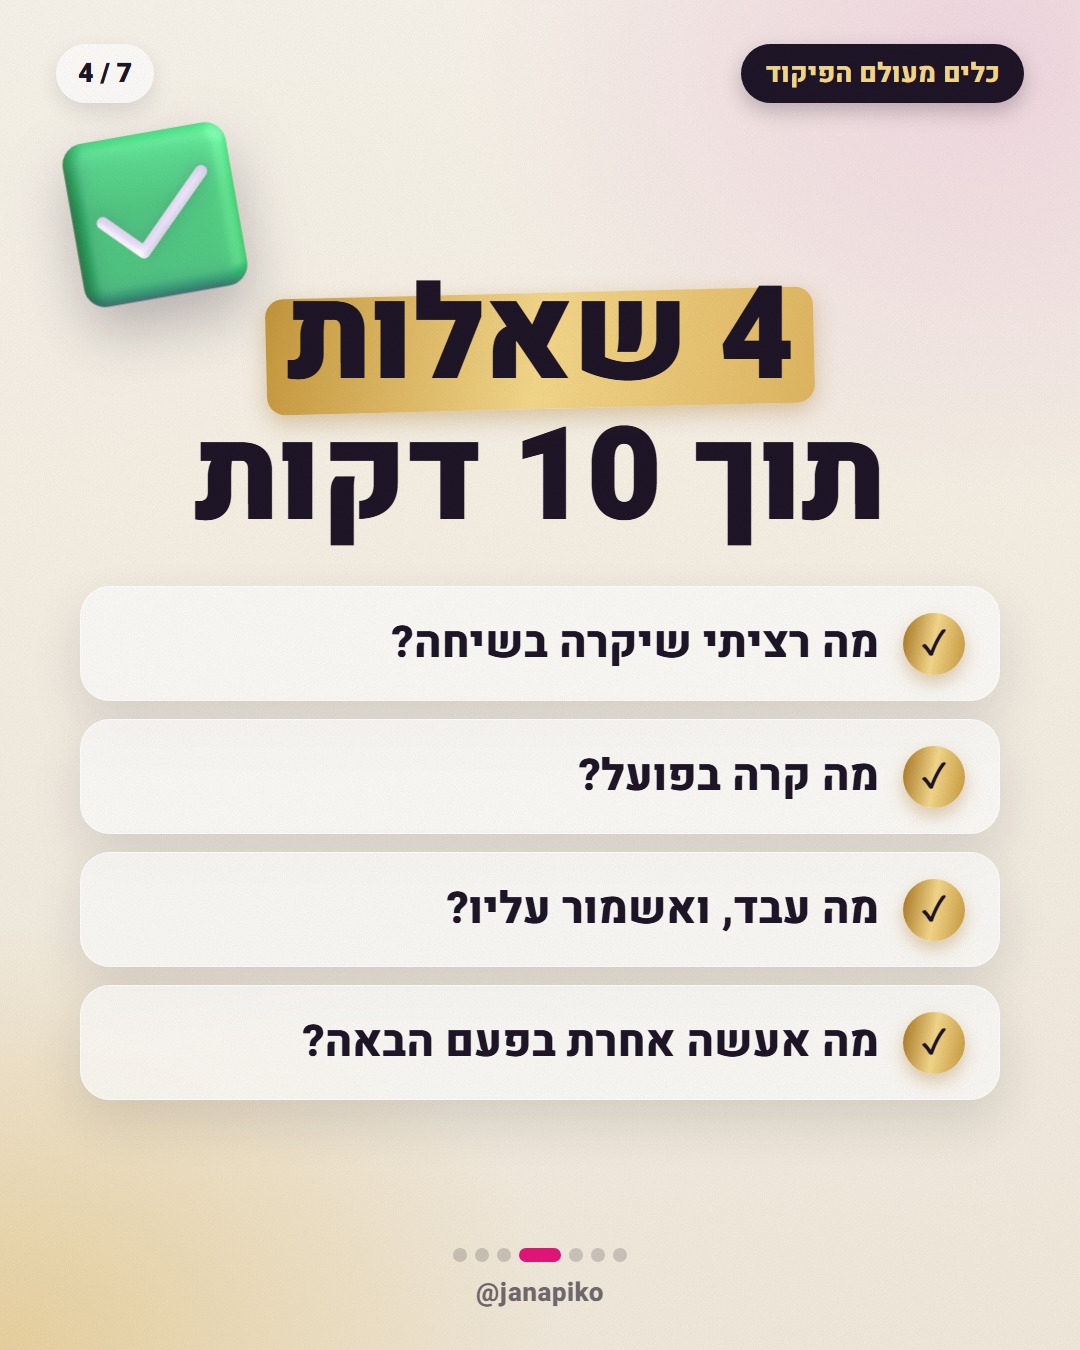 כלים מעולם הפיקוד
4 / 7
4 שאלות
תוך 10 דקות
מה רציתי שיקרה בשיחה?
מה קרה בפועל?
מה עבד, ואשמור עליו?
מה אעשה אחרת בפעם הבאה?
@janapiko